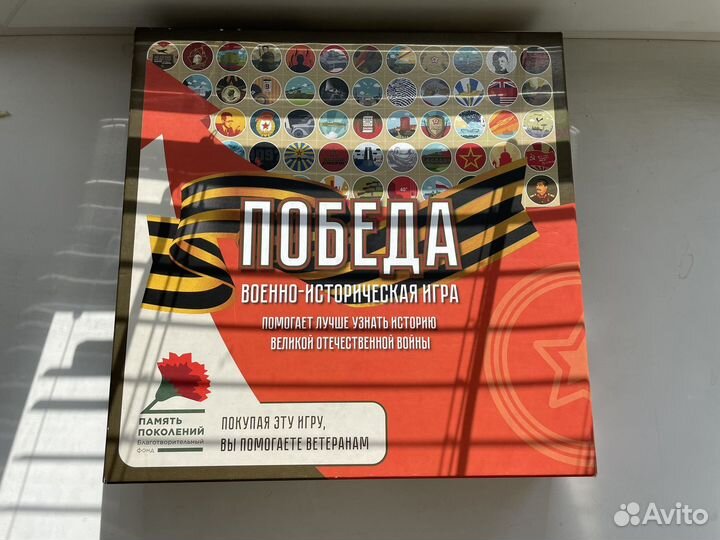 ПОБЕДА
ВОЕННО-ИСТОРИЧЕСКАЯ ИГРА
ПОМОГАЕТ ЛУЧШЕ УЗНАТЬ ИСТОРИЮ
ВЕЛИКОЙ ОТЕЧЕСТВЕННОЙ ВОЙНЫ
ПАМЯТЬ
ПОКОЛЕНИЙ
Благотворительный
фонд
ПОКУПАЯ ЭТУ ИГРУ,
ВЫ ПОМОГАЕТЕ ВЕТЕРАНАМ
Avito